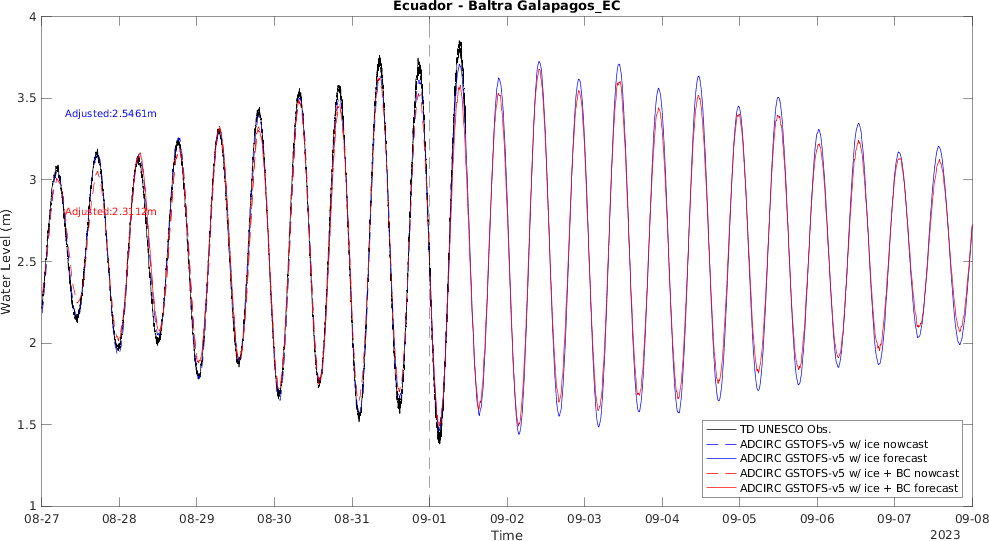 Ecuador - Baltra Galapagos_EC
4
3.5
3
2.5
2
1.5
1
Water Level (m)
Adjusted:2.5461m
Adjusted:2.3112m
TD UNESCO Obs.
ADCIRC GSTOFS-v5 w/ ice nowcast
ADCIRC GSTOFS-v5 w/ ice forecast
ADCIRC GSTOFS-v5 w/ ice + BC nowcast
ADCIRC GSTOFS-v5 w/ ice + BC forecast
08-27 08-28 08-29 08-30 08-31 09-01 09-02 09-03 09-04 09-05 09-06 09-07 09-08
Time
2023